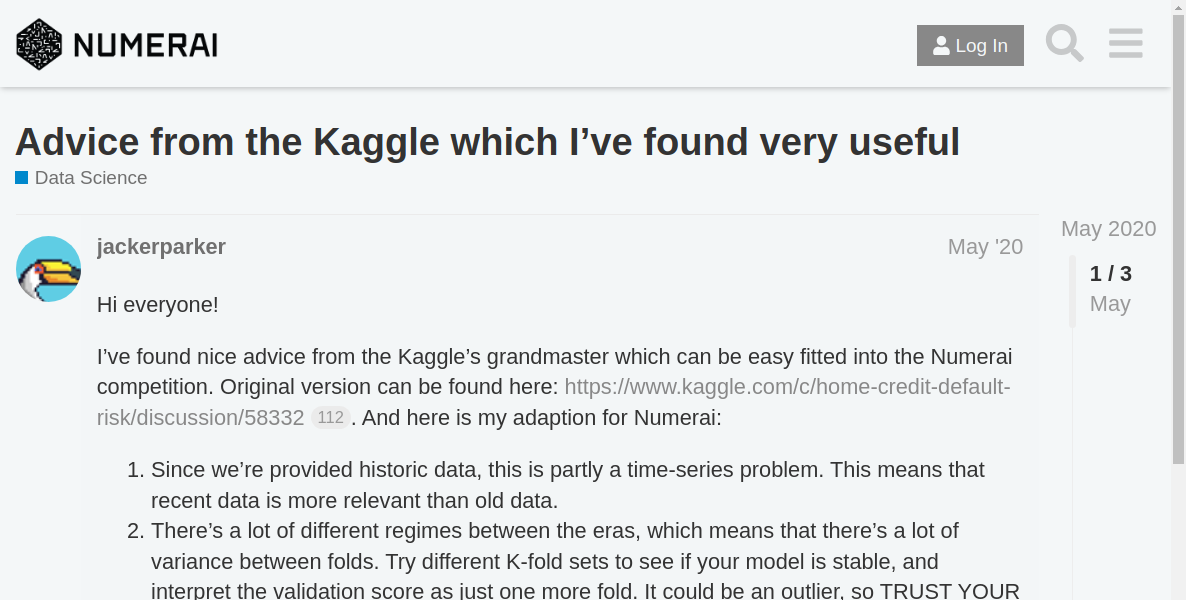 NUMERAI
Log In
Advice from the Kaggle which I’ve found very useful
Data Science
May 2020
jackerparker
May '20
1 / 3
May
Hi everyone!
I’ve found nice advice from the Kaggle’s grandmaster which can be easy fitted into the Numerai
competition. Original version can be found here: https://www.kaggle.com/c/home-credit-default-
risk/discussion/58332 112 . And here is my adaption for Numerai:
1. Since we’re provided historic data, this is partly a time-series problem. This means that
recent data is more relevant than old data.
2. There’s a lot of different regimes between the eras, which means that there’s a lot of
variance between folds. Try different K-fold sets to see if your model is stable, and
interpret the validation score as just one more fold. It could be an outlier, so TRUST YOUR